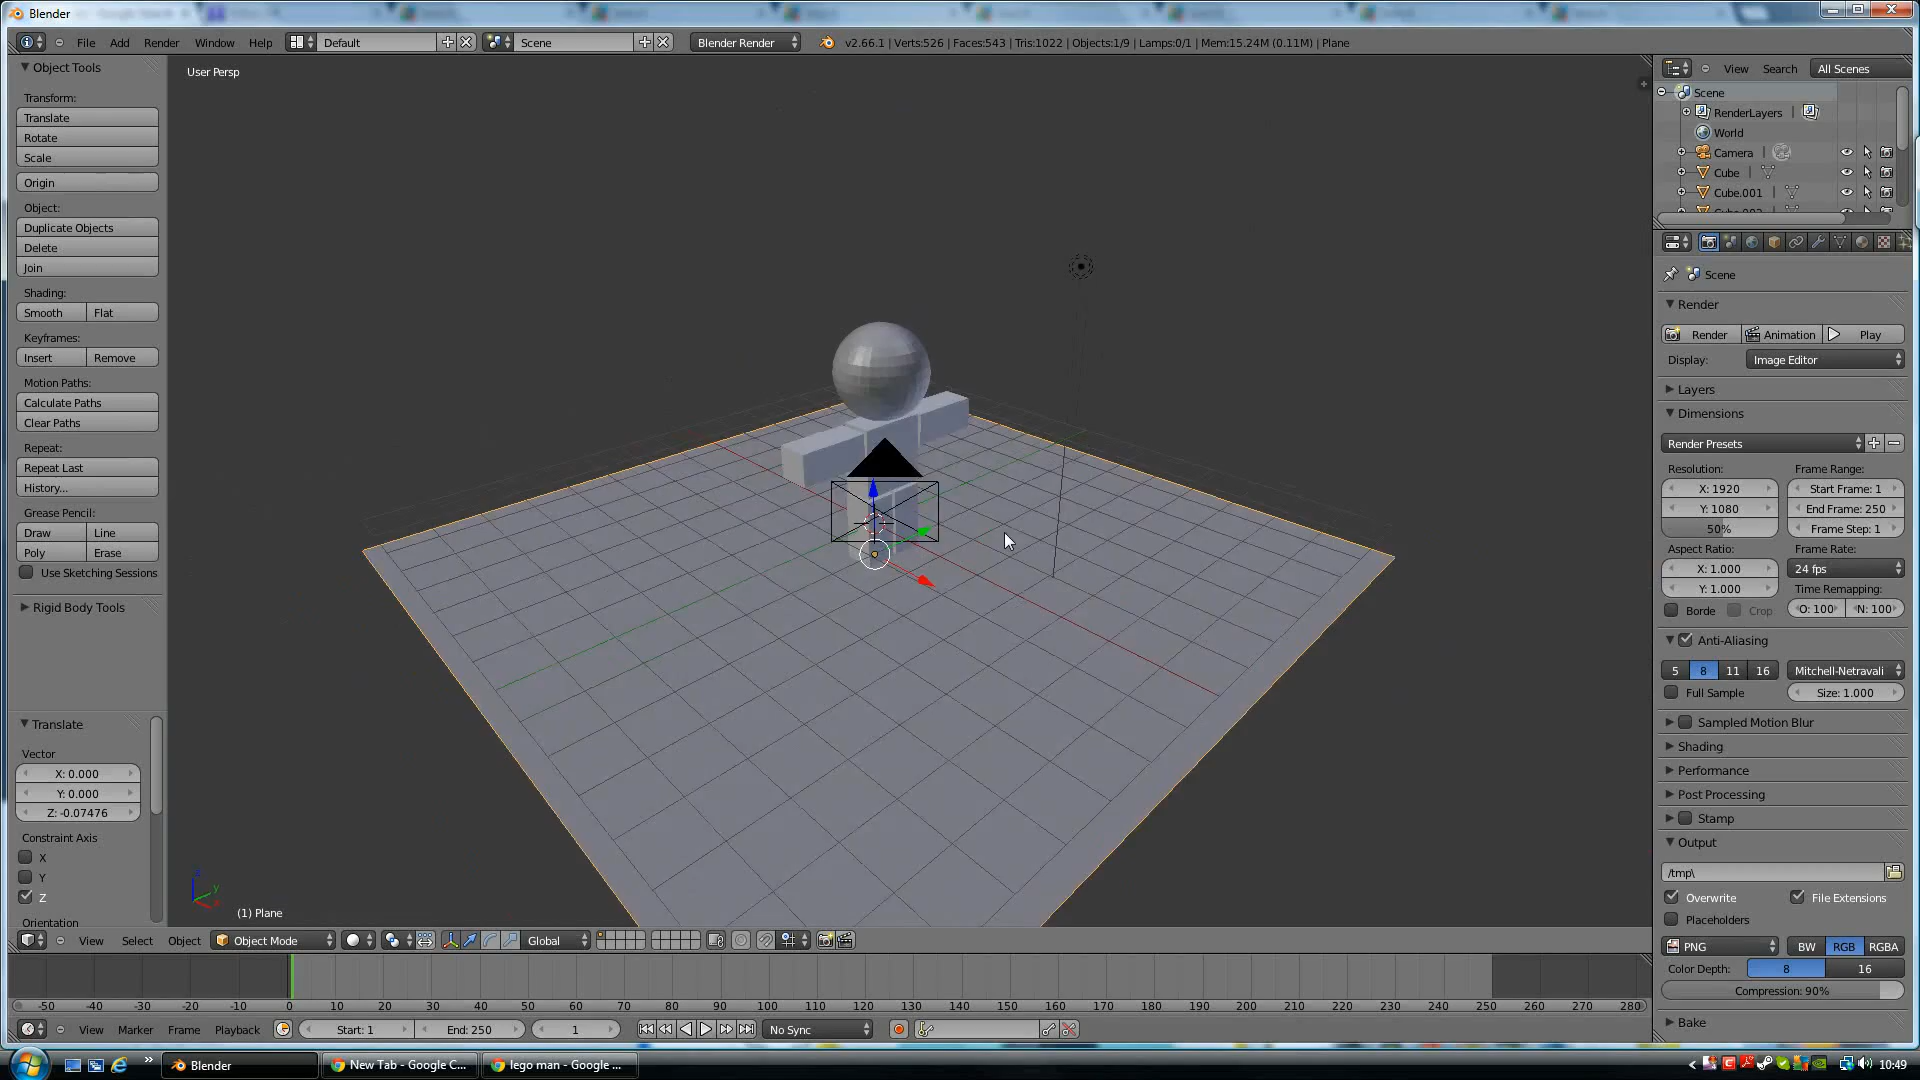 Blender
File Add Render Window Help Default Scene Blender Render v2.66.1 | Verts:526 | Faces:543 | Tris:1022 | Objects:1/9 | Lamps:0/1 | Mem:15.24M (0.11M) | Plane
Object Tools
Transform:
Translate
Rotate
Scale
Origin
Object:
Duplicate Objects
Delete
Join
Shading:
Smooth Flat
Keyframes:
Insert Remove
Motion Paths:
Calculate Paths
Clear Paths
Repeat:
Repeat Last
History...
Grease Pencil:
Draw Line
Poly Erase
Use Sketching Sessions
Rigid Body Tools
Translate
Vector
X: 0.000
Y: 0.000
Z: -0.07476
Constraint Axis
X
Y
Z
Orientation
User Persp
(1) Plane
View Search All Scenes
Scene
RenderLayers
World
Camera
Cube
Cube.001
Scene
Render
Render Animation Play
Display: Image Editor
Layers
Dimensions
Render Presets
Resolution: Frame Range:
X: 1920 Start Frame: 1
Y: 1080 End Frame: 250
50% Frame Step: 1
Aspect Ratio: Frame Rate:
X: 1.000 24 fps
Y: 1.000 Time Remapping:
Borde Crop O: 100 N: 100
Anti-Aliasing
5 8 11 16 Mitchell-Netravali
Full Sample Size: 1.000
Sampled Motion Blur
Shading
Performance
Post Processing
Stamp
Output
/tmp\
Overwrite File Extensions
Placeholders
PNG BW RGB RGBA
Color Depth: 8 16
Compression: 90%
Bake
View Select Object Object Mode Global
-50 -40 -30 -20 -10 0 10 20 30 40 50 60 70 80 90 100 110 120 130 140 150 160 170 180 190 200 210 220 230 240 250 260 270 280
View Marker Frame Playback Start: 1 End: 250 1 No Sync
Blender New Tab - Google C... lego man - Google ... 10:49